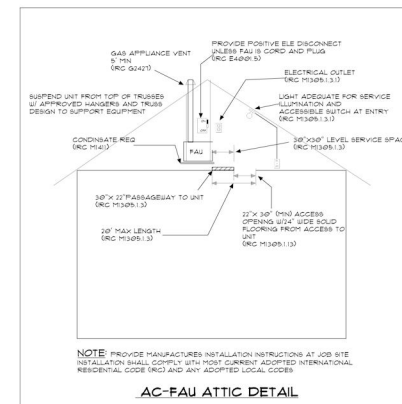 GAS APPLIANCE VENT
5' MIN
(IRC G2427)
PROVIDE POSITIVE ELE DISCONNECT
UNLESS FAU IS CORD AND PLUG
(IRC E4001.5)
ELECTRICAL OUTLET
(IRC M1305.1.3.1)
SUSPEND UNIT FROM TOP OF TRUSSES
W/ APPROVED HANGERS AND TRUSS
DESIGN TO SUPPORT EQUIPMENT
LIGHT ADEQUATE FOR SERVICE
ILLUMINATION AND
ACCESSIBLE SWITCH AT ENTRY
(IRC M1305.1.3.1)
CONDINSATE REQ
(IRC M1411)
FAU
30"X30" LEVEL SERVICE SPAC
(IRC M1305.1.3)
30"X 22"PASSAGEWAY TO UNIT
(IRC M1305.1.3)
20' MAX LENGTH
(IRC M1305.1.3)
22"X 30" (MIN) ACCESS
OPENING W/24" WIDE SOLID
FLOORING FROM ACCESS TO
UNIT
(IRC M1305.1.13)
NOTE: PROVIDE MANUFACTURES INSTALLATION INSTRUCTIONS AT JOB SITE
INSTALLATION SHALL COMPLY WITH MOST CURRENT ADOPTED INTERNATIONAL
RESIDENTIAL CODE (IRC) AND ANY ADOPTED LOCAL CODES
AC-FAU ATTIC DETAIL